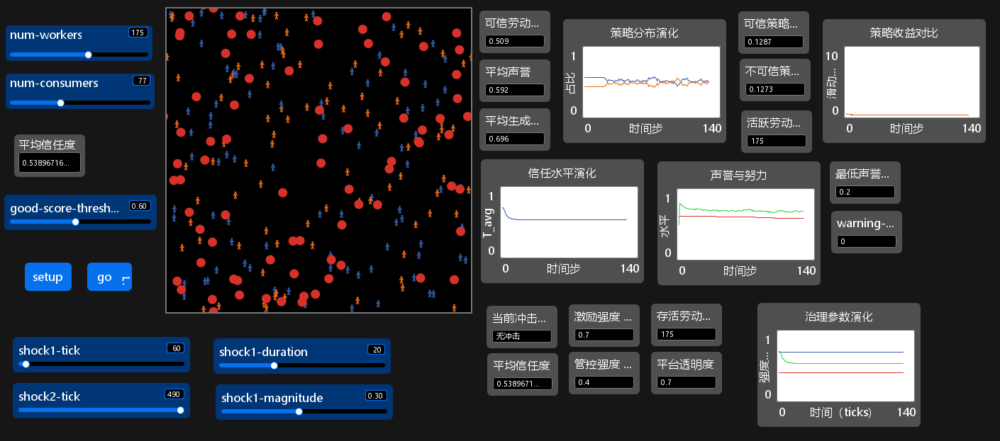 num-workers
175
num-consumers
77
平均信任度
0.53896716...
good-score-thresh...
0.60
setup
go
shock1-tick
60
shock2-tick
490
shock1-duration
20
shock1-magnitude
0.30
可信劳动...
0.509
平均声誉
0.592
平均生成...
0.696
策略分布演化
占比
1
0
0
时间步
140
可信策略...
0.1287
不可信策...
0.1273
活跃劳动...
175
策略收益对比
滑动...
10
0
0
时间步
140
信任水平演化
T_avg
1
0
0
时间步
140
声誉与努力
水平
1
0
0
时间步
140
最低声誉...
0.2
warning-...
0
当前冲击...
无冲击
激励强度 ...
0.7
存活劳动...
175
平均信任度
0.5389671...
管控强度 ...
0.4
平台透明度
0.7
治理参数演化
强度...
1
0
0
时间（ticks）
140